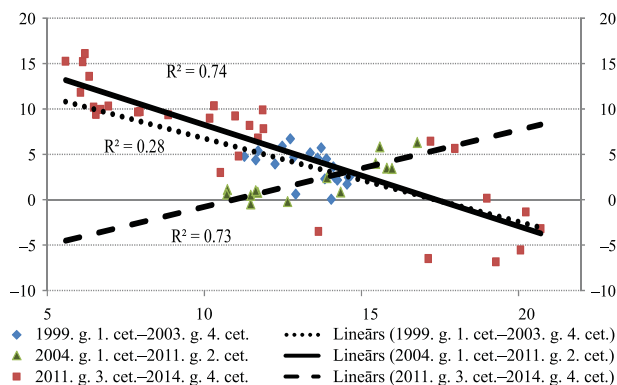 20 20
15 15
R² = 0.74
10 10
R² = 0.28
5 5
0 0
R² = 0.73
−5 −5
−10 −10
5 10 15 20
1999. g. 1. cet.–2003. g. 4. cet. Lineārs (1999. g. 1. cet.–2003. g. 4. cet.)
2004. g. 1. cet.–2011. g. 2. cet. Lineārs (2004. g. 1. cet.–2011. g. 2. cet.)
2011. g. 3. cet.–2014. g. 4. cet. Lineārs (2011. g. 3. cet.–2014. g. 4. cet.)